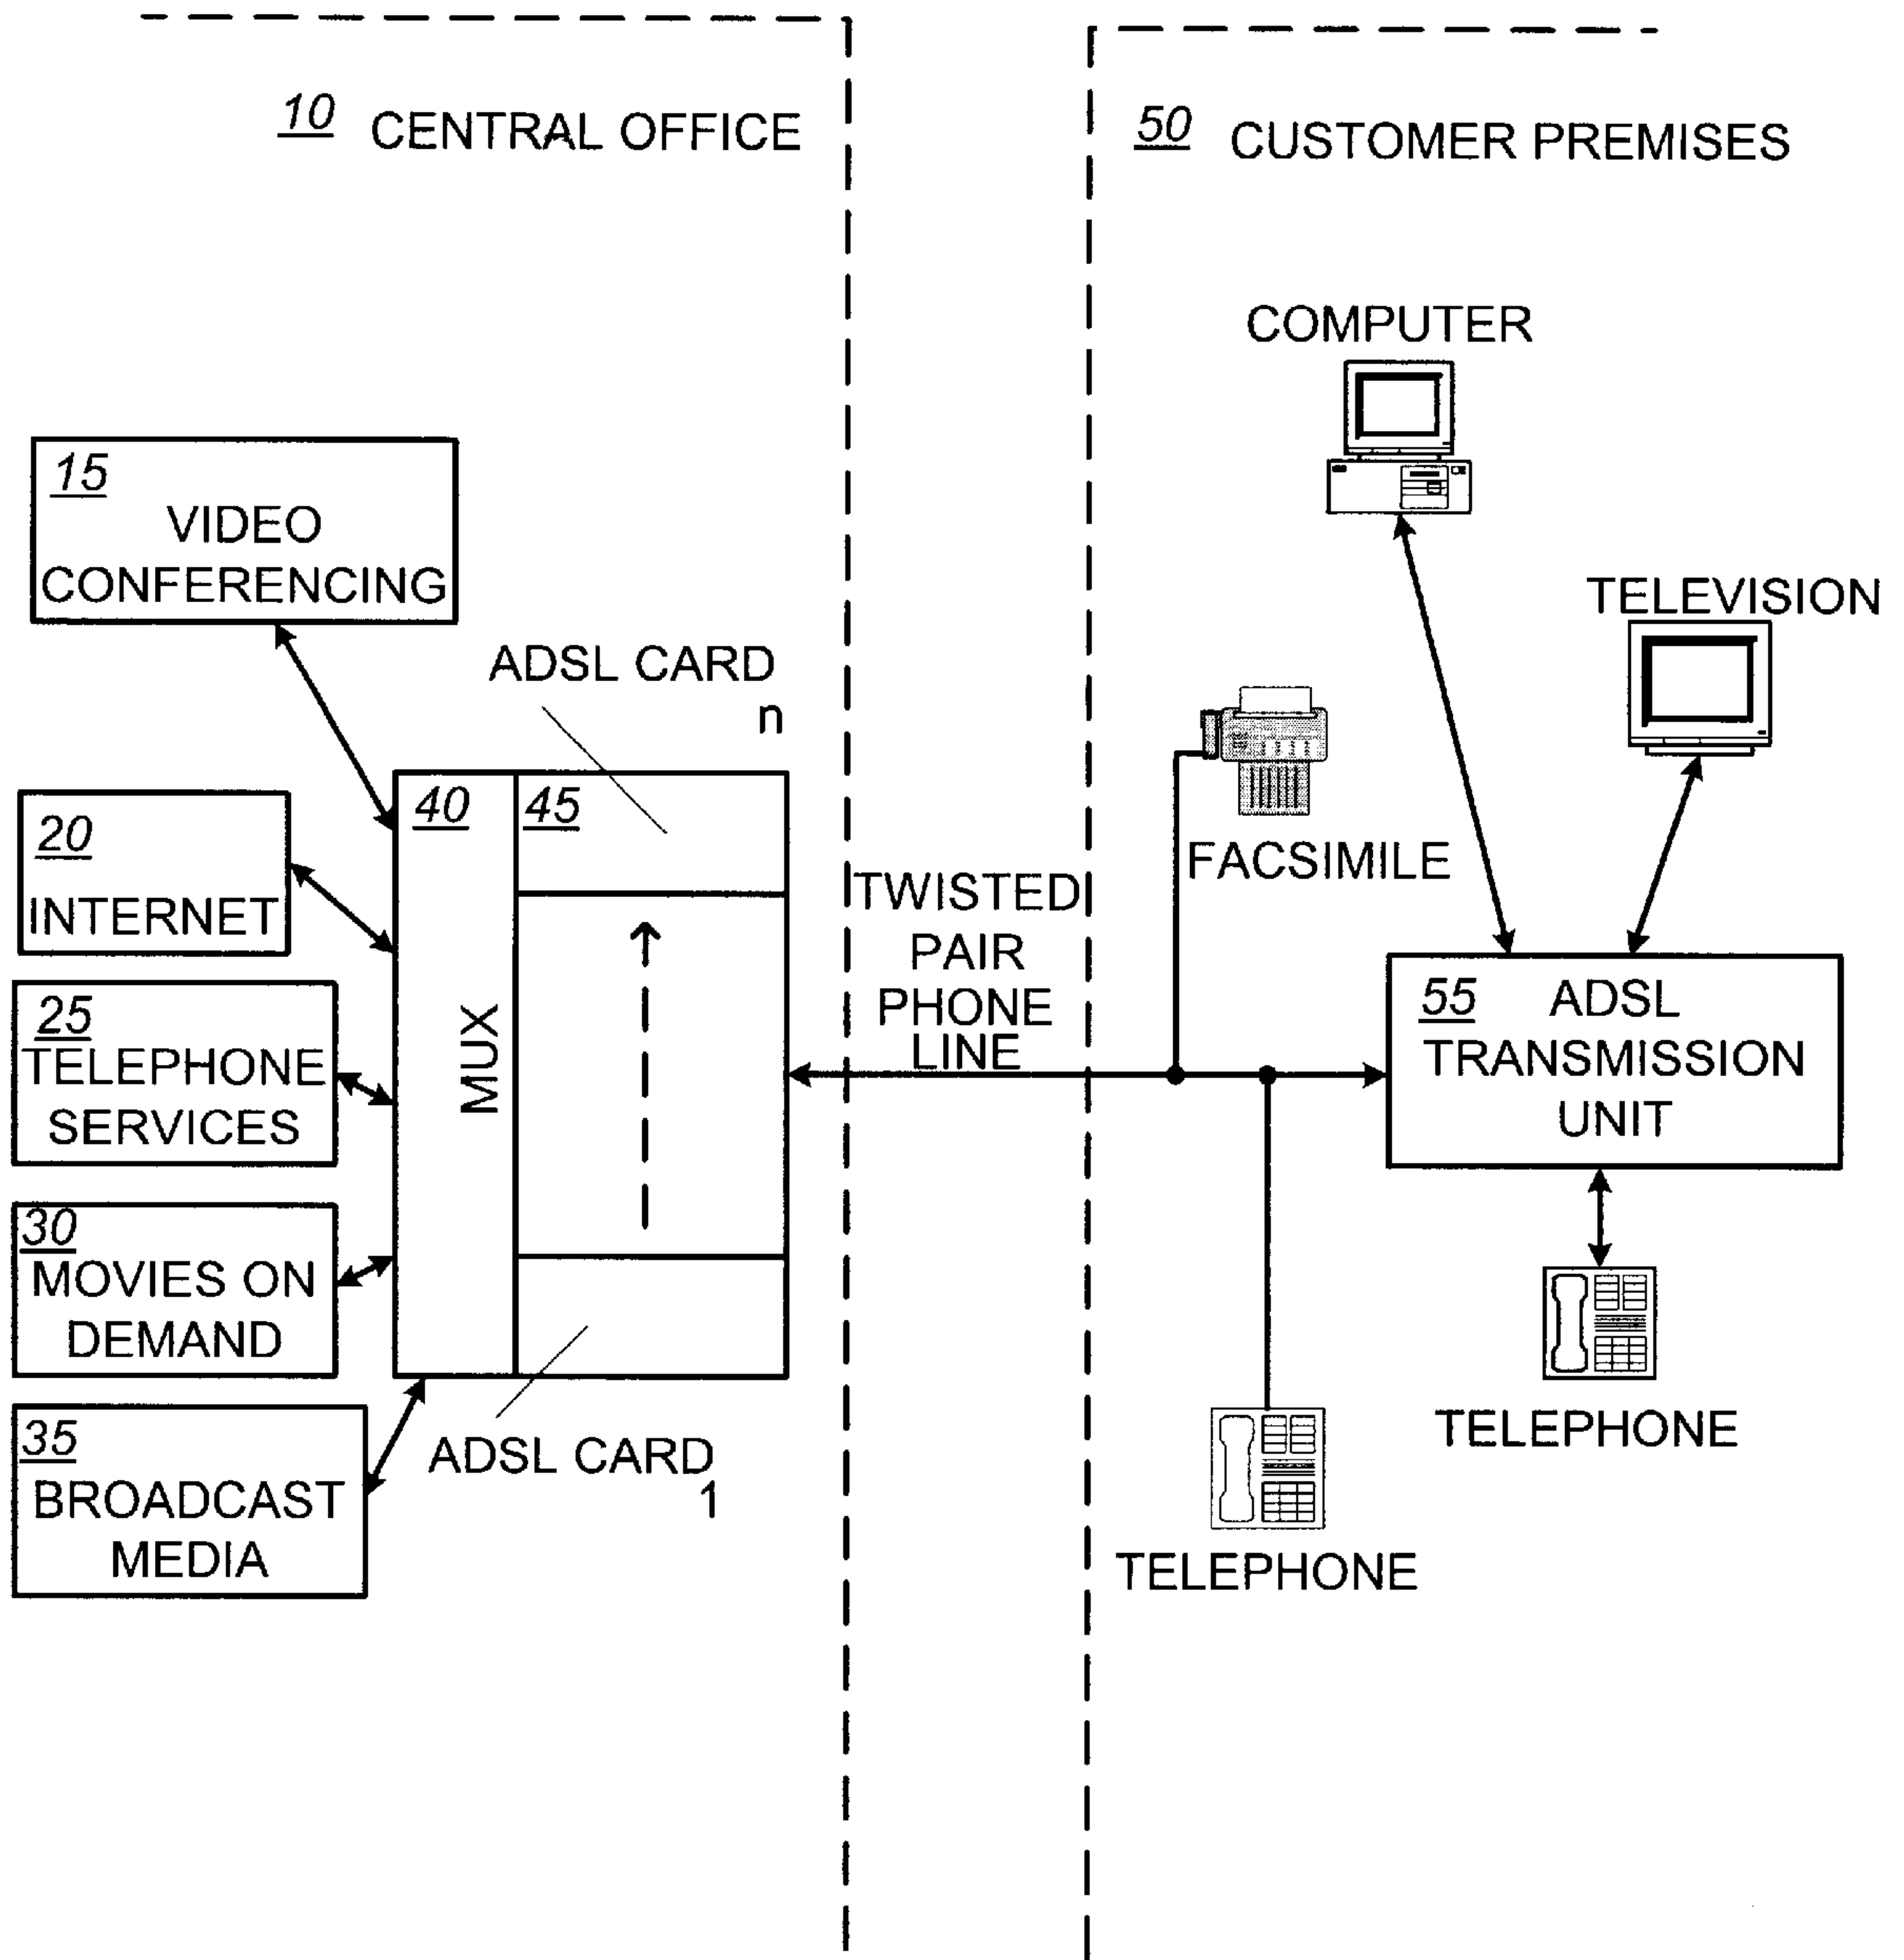 10 CENTRAL OFFICE
50 CUSTOMER PREMISES
COMPUTER
15
VIDEO
CONFERENCING
TELEVISION
ADSL CARD
n
40
45
20
INTERNET
FACSIMILE
TWISTED
PAIR
PHONE
LINE
25
TELEPHONE
SERVICES
MUX
55 ADSL
TRANSMISSION
UNIT
30
MOVIES ON
DEMAND
35
BROADCAST
MEDIA
ADSL CARD
1
TELEPHONE
TELEPHONE